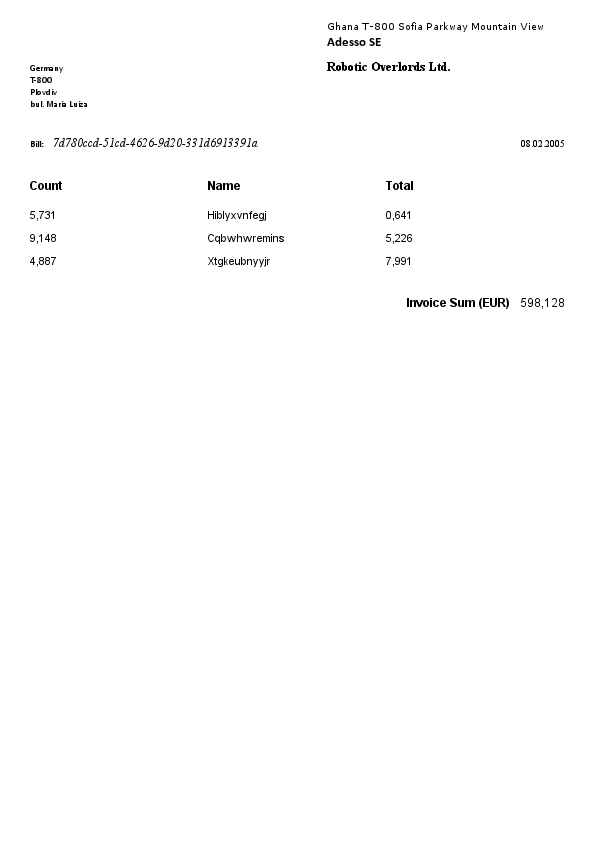 Ghana T-800 Sofia Parkway Mountain View
Adesso SE
Robotic Overlords Ltd.
Germany
T-800
Plovdiv
bul. Maria Luiza
Bill: 7d780ccd-51cd-4626-9d20-331d6913391a 08.02.2005
Count Name Total
5,731 Hiblyxvnfegj 0,641
9,148 Cqbwhwremins 5,226
4,887 Xtgkeubnyyjr 7,991
Invoice Sum (EUR) 598,128